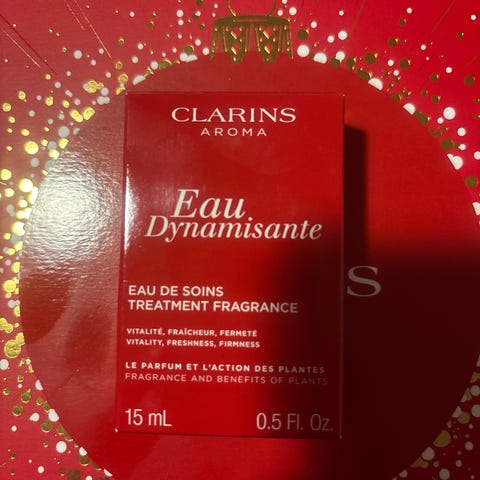 CLARINS
AROMA
Eau
Dynamisante
EAU DE SOINS
TREATMENT FRAGRANCE
VITALITÉ, FRAÎCHEUR, FERMETÉ
VITALITY, FRESHNESS, FIRMNESS
LE PARFUM ET L'ACTION DES PLANTES
FRAGRANCE AND BENEFITS OF PLANTS
15 mL 0.5 Fl. Oz.
S